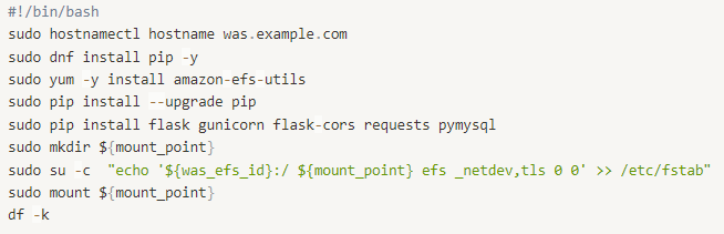 #!/bin/bash
sudo hostnamectl hostname was.example.com
sudo dnf install pip -y
sudo yum -y install amazon-efs-utils
sudo pip install --upgrade pip
sudo pip install flask gunicorn flask-cors requests pymysql
sudo mkdir ${mount_point}
sudo su -c  "echo '${was_efs_id}:/ ${mount_point} efs _netdev,tls 0 0' >> /etc/fstab"
sudo mount ${mount_point}
df -k